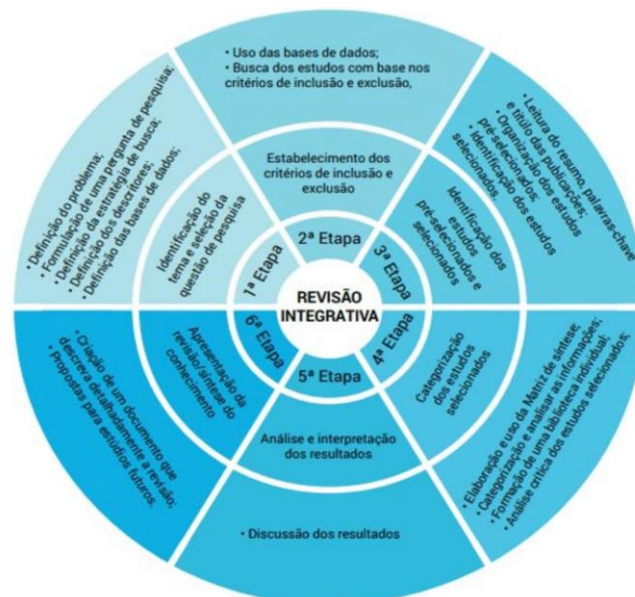 REVISÃO
INTEGRATIVA
1ª Etapa
Identificação do
tema e seleção da
questão de pesquisa
• Definição do problema;
• Formulação de uma pergunta de pesquisa;
• Definição da estratégia de busca;
• Definição dos descritores;
• Definição das bases de dados;
2ª Etapa
Estabelecimento dos
critérios de inclusão e
exclusão
• Uso das bases de dados;
• Busca dos estudos com base nos
critérios de inclusão e exclusão,
3ª Etapa
Identificação dos
estudos
pré-selecionados e
selecionados
• Leitura do resumo, palavras-chave
e título das publicações;
• Organização dos estudos
pré-selecionados;
• Identificação dos estudos
selecionados,
4ª Etapa
Categorização
dos estudos
selecionados
• Elaboração e uso da Matriz de síntese;
• Categorização e analisar as informações;
• Formação de uma biblioteca individual;
• Análise crítica dos estudos selecionados;
5ª Etapa
Análise e interpretação
dos resultados
• Discussão dos resultados
6ª Etapa
Apresentação da
revisão/síntese do
conhecimento
• Criação de um documento que
descreva detalhadamente a revisão;
• Propostas para estúdios futuros,